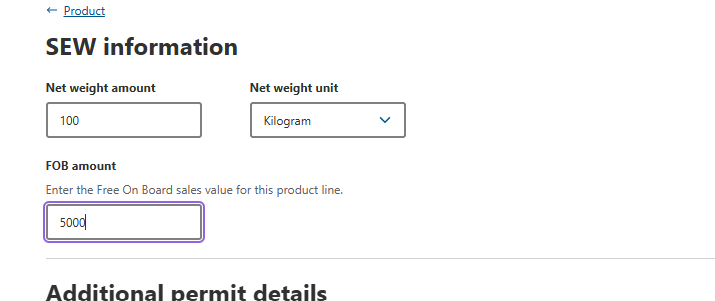 ← Product
SEW information
Net weight amount Net weight unit
100 Kilogram
FOB amount
Enter the Free On Board sales value for this product line.
5000
Additional permit details